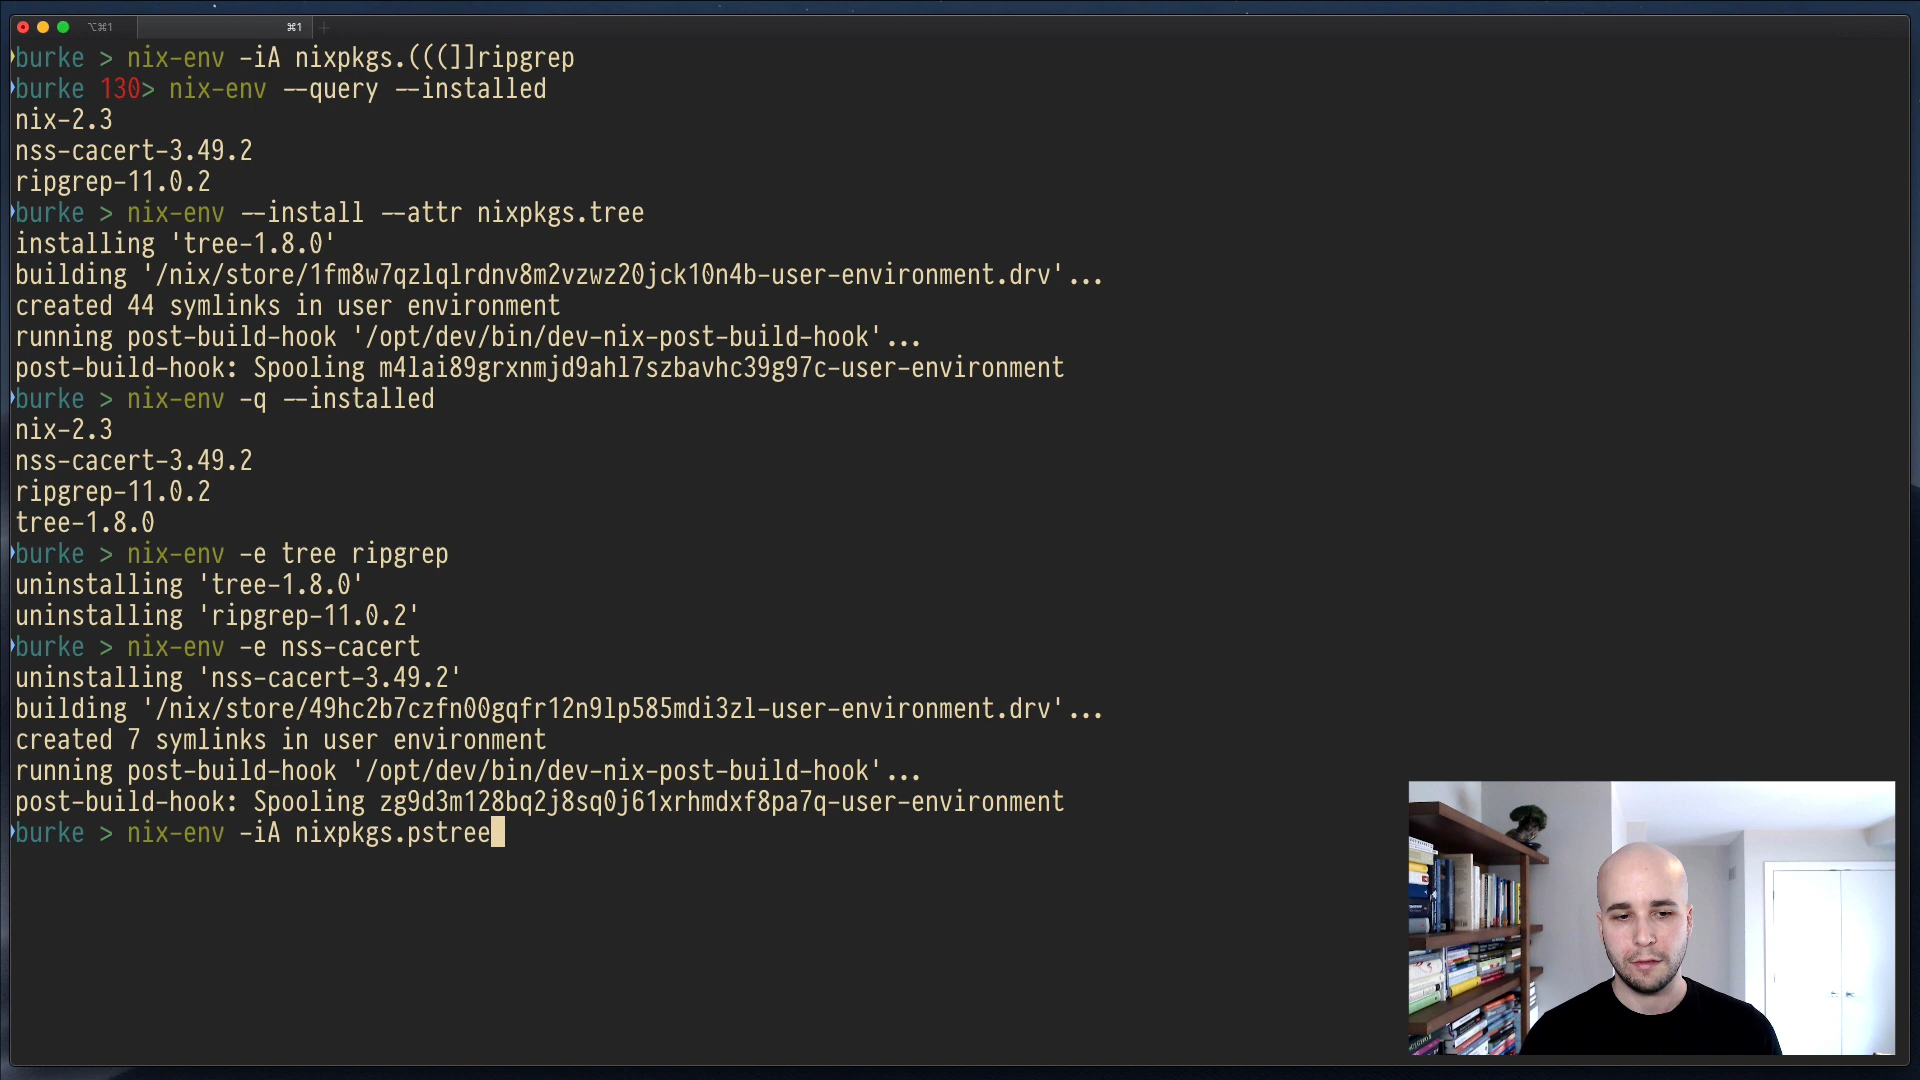 ⌥⌘1 ⌘1
burke > nix-env -iA nixpkgs.(((]]ripgrep
burke 130> nix-env --query --installed
nix-2.3
nss-cacert-3.49.2
ripgrep-11.0.2
burke > nix-env --install --attr nixpkgs.tree
installing 'tree-1.8.0'
building '/nix/store/1fm8w7qzlqlrdnv8m2vzwz20jck10n4b-user-environment.drv'...
created 44 symlinks in user environment
running post-build-hook '/opt/dev/bin/dev-nix-post-build-hook'...
post-build-hook: Spooling m4lai89grxnmjd9ahl7szbavhc39g97c-user-environment
burke > nix-env -q --installed
nix-2.3
nss-cacert-3.49.2
ripgrep-11.0.2
tree-1.8.0
burke > nix-env -e tree ripgrep
uninstalling 'tree-1.8.0'
uninstalling 'ripgrep-11.0.2'
burke > nix-env -e nss-cacert
uninstalling 'nss-cacert-3.49.2'
building '/nix/store/49hc2b7czfn00gqfr12n9lp585mdi3zl-user-environment.drv'...
created 7 symlinks in user environment
running post-build-hook '/opt/dev/bin/dev-nix-post-build-hook'...
post-build-hook: Spooling zg9d3m128bq2j8sq0j61xrhmdxf8pa7q-user-environment
burke > nix-env -iA nixpkgs.pstree